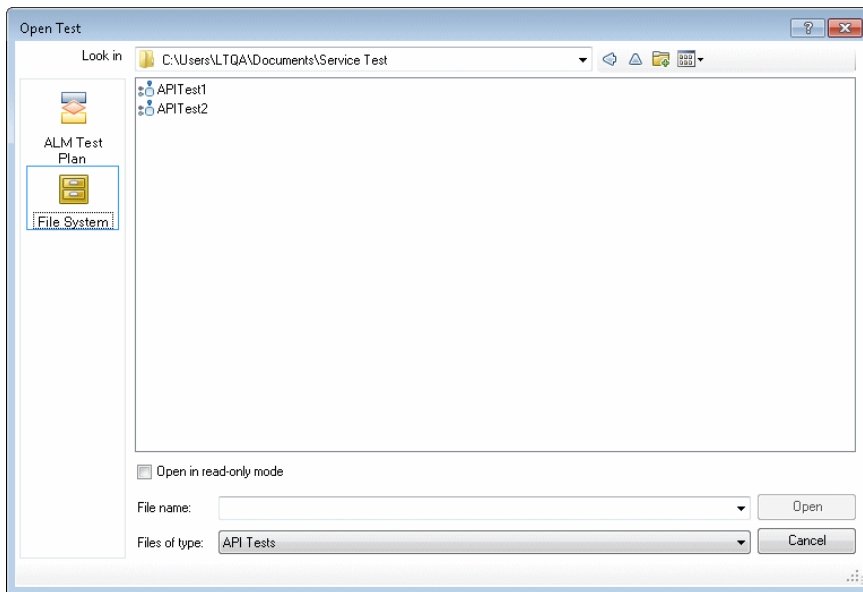 Open Test
Look in
C:\Users\LTQA\Documents\Service Test
APITest1
APITest2
ALM Test
Plan
File System
Open in read-only mode
File name:
Open
Files of type:
API Tests
Cancel